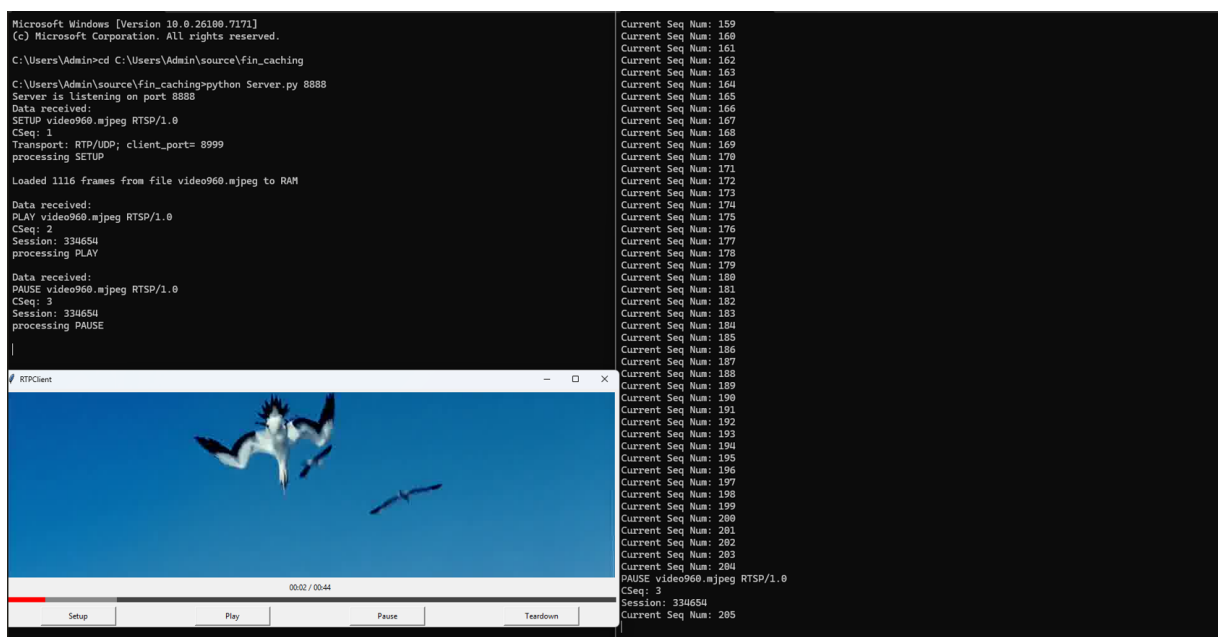 Microsoft Windows [Version 10.0.26100.7171]
(c) Microsoft Corporation. All rights reserved.
C:\Users\Admin>cd C:\Users\Admin\source\fin_caching
C:\Users\Admin\source\fin_caching>python Server.py 8888
Server is listening on port 8888
Data received:
SETUP video960.mjpeg RTSP/1.0
CSeq: 1
Transport: RTP/UDP; client_port= 8999
processing SETUP
Loaded 1116 frames from file video960.mjpeg to RAM
Data received:
PLAY video960.mjpeg RTSP/1.0
CSeq: 2
Session: 334654
processing PLAY
Data received:
PAUSE video960.mjpeg RTSP/1.0
CSeq: 3
Session: 334654
processing PAUSE
RTPClient
00:02 / 00:44
Setup
Play
Pause
Teardown
Current Seq Num: 159
Current Seq Num: 160
Current Seq Num: 161
Current Seq Num: 162
Current Seq Num: 163
Current Seq Num: 164
Current Seq Num: 165
Current Seq Num: 166
Current Seq Num: 167
Current Seq Num: 168
Current Seq Num: 169
Current Seq Num: 170
Current Seq Num: 171
Current Seq Num: 172
Current Seq Num: 173
Current Seq Num: 174
Current Seq Num: 175
Current Seq Num: 176
Current Seq Num: 177
Current Seq Num: 178
Current Seq Num: 179
Current Seq Num: 180
Current Seq Num: 181
Current Seq Num: 182
Current Seq Num: 183
Current Seq Num: 184
Current Seq Num: 185
Current Seq Num: 186
Current Seq Num: 187
Current Seq Num: 188
Current Seq Num: 189
Current Seq Num: 190
Current Seq Num: 191
Current Seq Num: 192
Current Seq Num: 193
Current Seq Num: 194
Current Seq Num: 195
Current Seq Num: 196
Current Seq Num: 197
Current Seq Num: 198
Current Seq Num: 199
Current Seq Num: 200
Current Seq Num: 201
Current Seq Num: 202
Current Seq Num: 203
Current Seq Num: 204
PAUSE video960.mjpeg RTSP/1.0
CSeq: 3
Session: 334654
Current Seq Num: 205